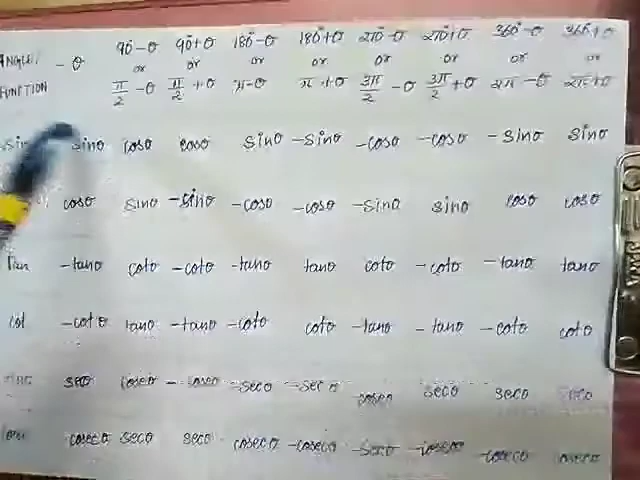 ANGLE/ - θ 90°-θ 90°+θ 180°-θ 180°+θ 270°-θ 270°+θ 360°-θ 360°+θ
or or or or or or or or
FUNCTION π/2 - θ π/2 + θ π-θ π+θ 3π/2 - θ 3π/2 + θ 2π-θ 2π+θ
sinθ cosθ cosθ sinθ -sinθ -cosθ -cosθ -sinθ sinθ
cosθ sinθ -sinθ -cosθ -cosθ -sinθ sinθ cosθ cosθ
Tan -tanθ cotθ -cotθ -tanθ tanθ cotθ -cotθ -tanθ tanθ
cot -cotθ tanθ -tanθ -cotθ cotθ -tanθ -tanθ -cotθ cotθ
secθ cosecθ -cosecθ -secθ -secθ secθ secθ secθ
cosecθ secθ secθ cosecθ -cosecθ -secθ -cosecθ -cosecθ cosecθ